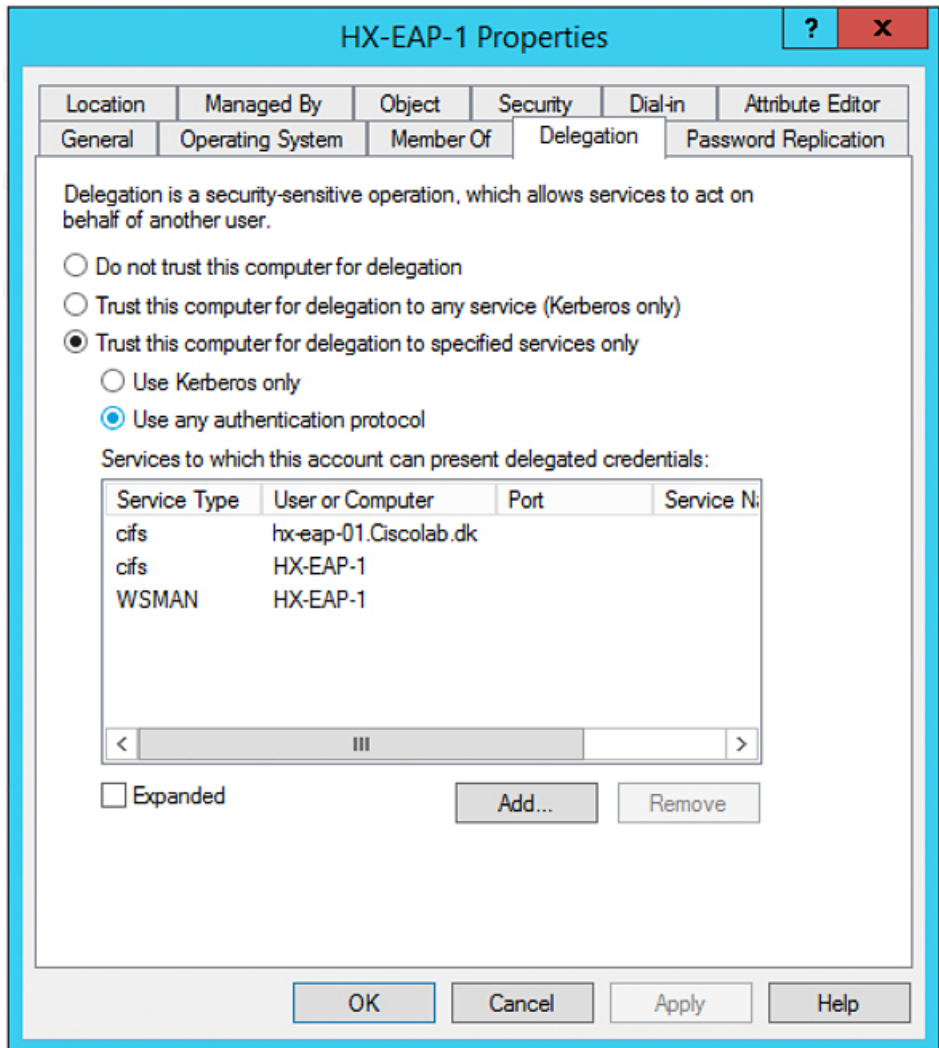 HX-EAP-1 Properties
? x
Location Managed By Object Security Dial-in Attribute Editor
General Operating System Member Of Delegation Password Replication
Delegation is a security-sensitive operation, which allows services to act on
behalf of another user.
Do not trust this computer for delegation
Trust this computer for delegation to any service (Kerberos only)
Trust this computer for delegation to specified services only
Use Kerberos only
Use any authentication protocol
Services to which this account can present delegated credentials:
Service Type User or Computer Port Service Na
cifs hx-eap-01.Ciscolab.dk
cifs HX-EAP-1
WSMAN HX-EAP-1
Expanded Add... Remove
OK Cancel Apply Help